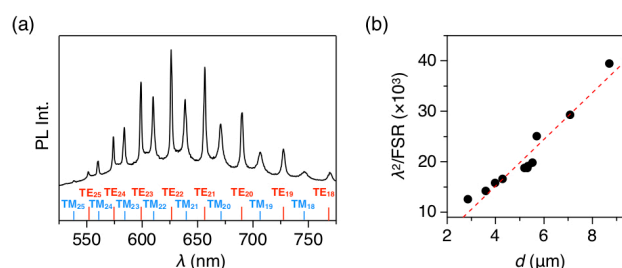 (a)
PL Int.
TE₂₅ TE₂₄ TE₂₃ TE₂₂ TE₂₁ TE₂₀ TE₁₉ TE₁₈
TM₂₅ TM₂₄ TM₂₃ TM₂₂ TM₂₁ TM₂₀ TM₁₉ TM₁₈
550 600 650 700 750
λ (nm)
(b)
λ²/FSR (×10³)
40
30
20
10
2 4 6 8
d (μm)